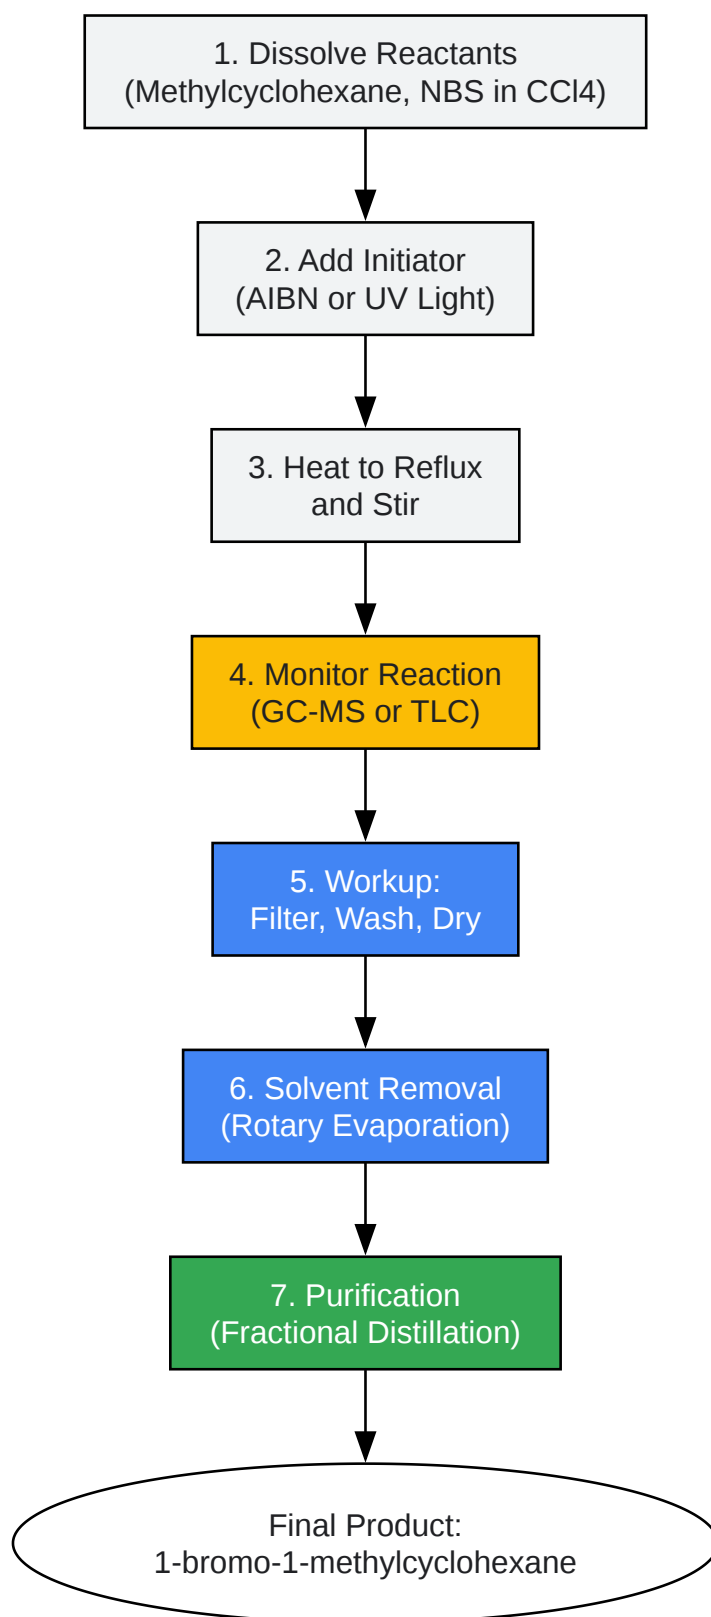 1. Dissolve Reactants
(Methylcyclohexane, NBS in CCl4)
2. Add Initiator
(AIBN or UV Light)
3. Heat to Reflux
and Stir
4. Monitor Reaction
(GC-MS or TLC)
5. Workup:
Filter, Wash, Dry
6. Solvent Removal
(Rotary Evaporation)
7. Purification
(Fractional Distillation)
Final Product:
1-bromo-1-methylcyclohexane